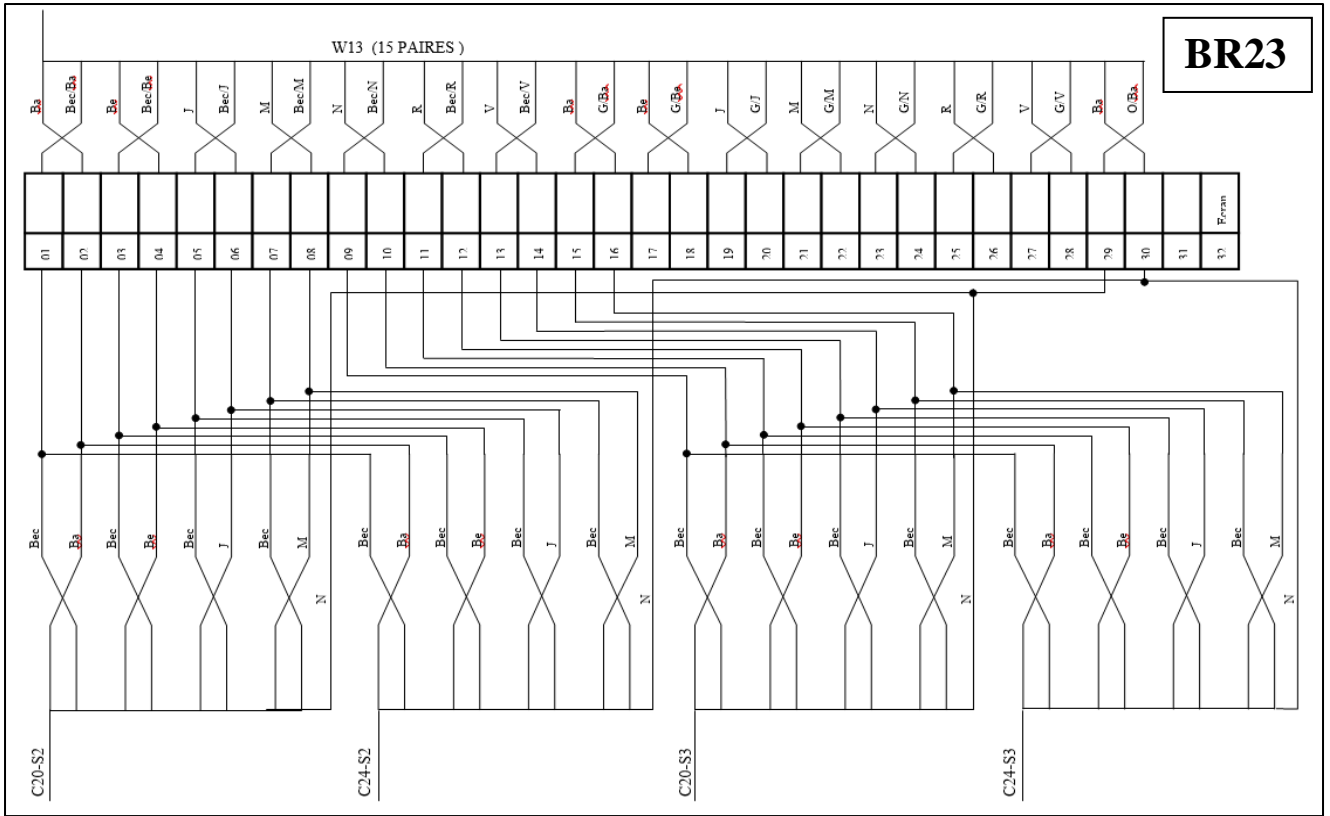 BR23
W13 (15 PAIRES )
Ba Bec/Ba Be Bec/Be J Bec/J M Bec/M N Bec/N R Bec/R V Bec/V Ba G/Ba Be G/Be J G/J M G/M N G/N R G/R V G/V Ba O/Ba
Ecran
01 02 03 04 05 06 07 08 09 10 11 12 13 14 15 16 17 18 19 20 21 22 23 24 25 26 27 28 29 30 31 32
Bec Ba Bec Be Bec J Bec M Bec Ba Bec Be Bec J Bec M Bec Ba Bec Be Bec J Bec M Bec Ba Bec Be Bec J Bec M
N N N N
C20-S2 C24-S2 C20-S3 C24-S3